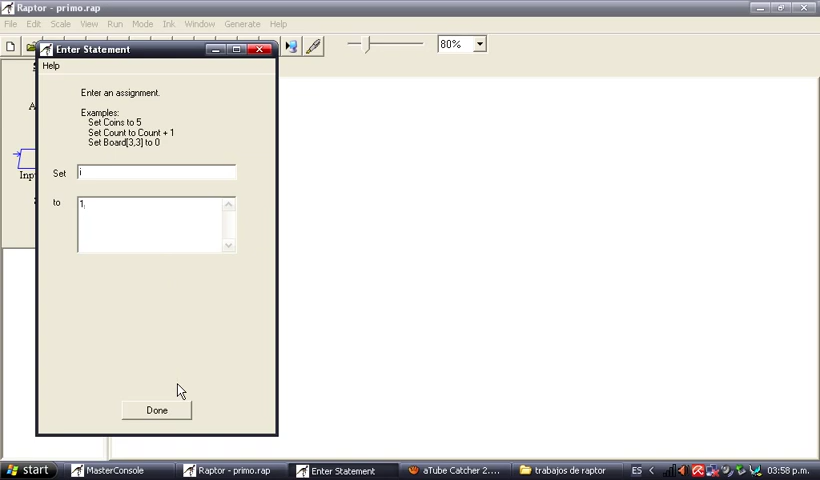 Raptor - primo.rap
File Edit Scale View Run Mode Ink Window Generate Help
80%
Enter Statement
Help
Enter an assignment.
Examples:
Set Coins to 5
Set Count to Count + 1
Set Board[3,3] to 0
Set i
to 1
Done
start MasterConsole Raptor - primo.rap Enter Statement aTube Catcher 2.... trabajos de raptor ES 03:58 p.m.